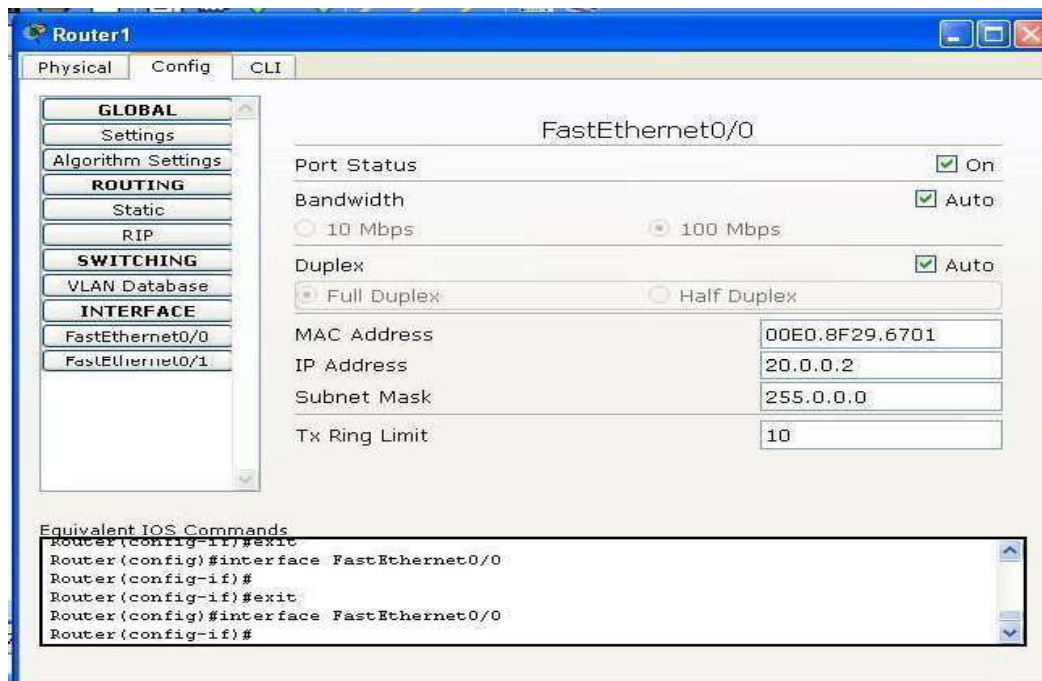 Router1
Physical Config CLI
GLOBAL
Settings
Algorithm Settings
ROUTING
Static
RIP
SWITCHING
VLAN Database
INTERFACE
FastEthernet0/0
FastEthernet0/1
FastEthernet0/0
Port Status On
Bandwidth Auto
10 Mbps 100 Mbps
Duplex Auto
Full Duplex Half Duplex
MAC Address 00E0.8F29.6701
IP Address 20.0.0.2
Subnet Mask 255.0.0.0
Tx Ring Limit 10
Equivalent IOS Commands
Router(config-if)#exit
Router(config)#interface FastEthernet0/0
Router(config-if)#
Router(config-if)#exit
Router(config)#interface FastEthernet0/0
Router(config-if)#